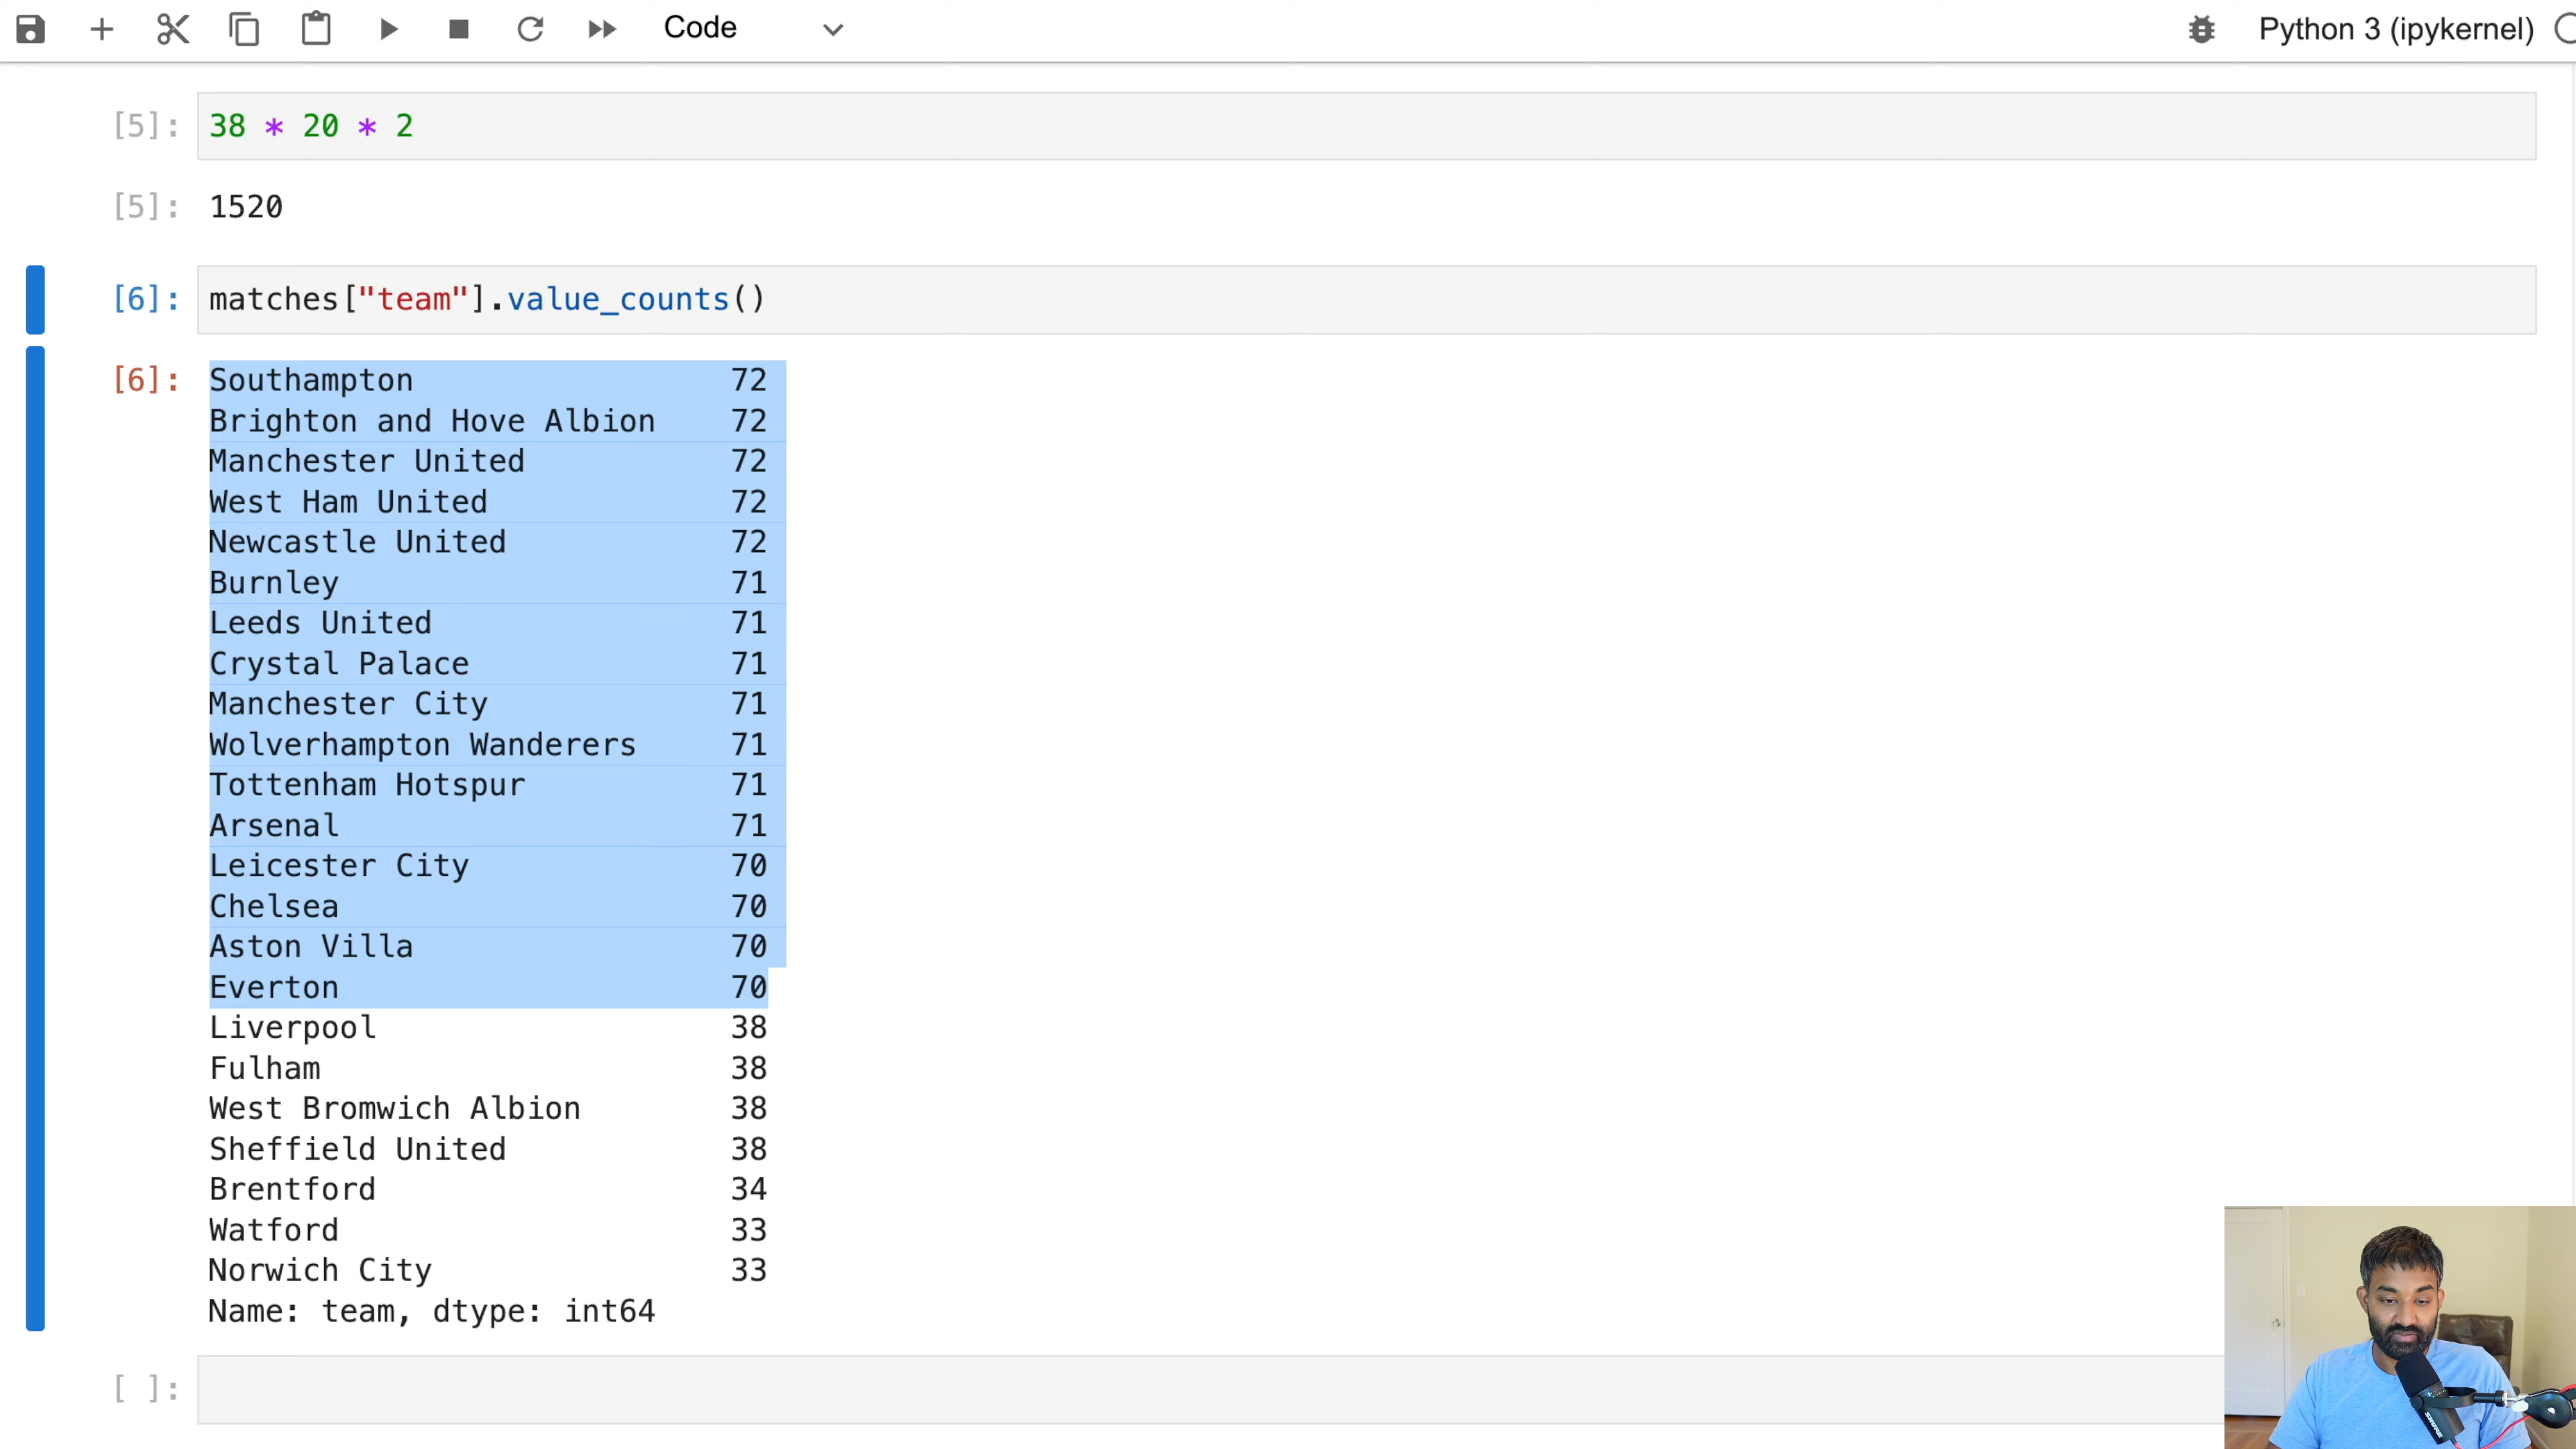 Code
Python 3 (ipykernel)
[5]: 38 * 20 * 2
[5]: 1520
[6]: matches["team"].value_counts()
[6]: Southampton 72
Brighton and Hove Albion 72
Manchester United 72
West Ham United 72
Newcastle United 72
Burnley 71
Leeds United 71
Crystal Palace 71
Manchester City 71
Wolverhampton Wanderers 71
Tottenham Hotspur 71
Arsenal 71
Leicester City 70
Chelsea 70
Aston Villa 70
Everton 70
Liverpool 38
Fulham 38
West Bromwich Albion 38
Sheffield United 38
Brentford 34
Watford 33
Norwich City 33
Name: team, dtype: int64
[ ]: